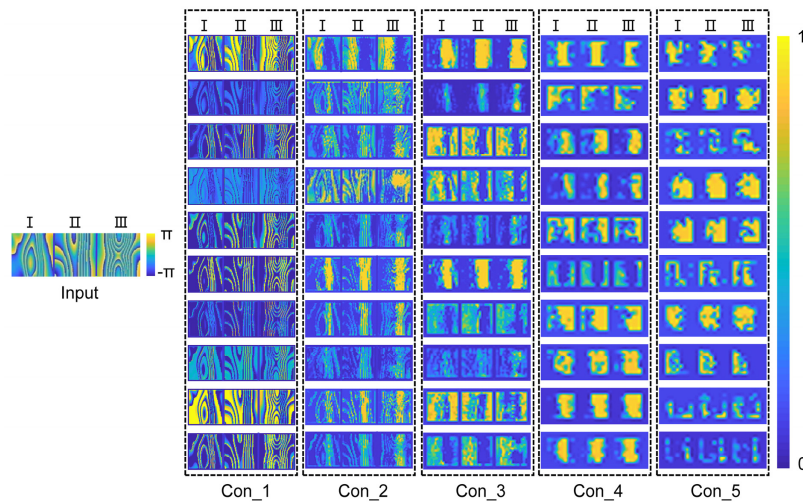 Ⅰ Ⅱ Ⅲ Ⅰ Ⅱ Ⅲ Ⅰ Ⅱ Ⅲ Ⅰ Ⅱ Ⅲ Ⅰ Ⅱ Ⅲ
1
Ⅰ Ⅱ Ⅲ
π
-π
Input
0
Con_1 Con_2 Con_3 Con_4 Con_5